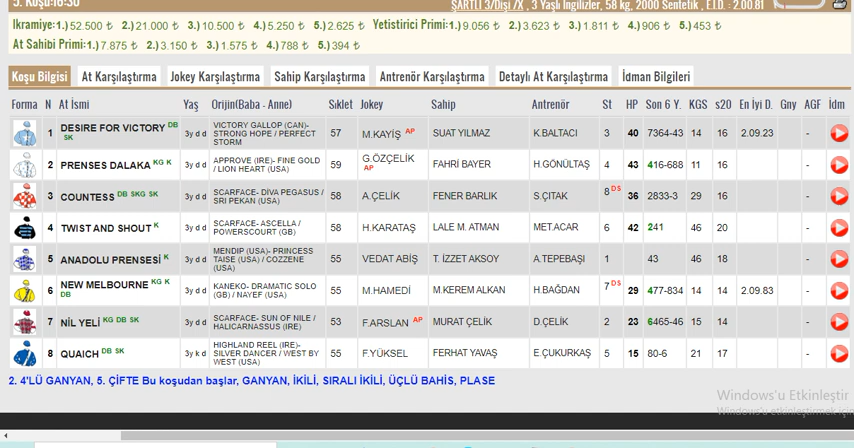 5. Koşu:16:30 ŞARTLI 3/Dişi /X , 3 Yaşlı İngilizler, 58 kg, 2000 Sentetik , E.İ.D. : 2.00.81
İkramiye:1.) 52.500 ₺ 2.) 21.000 ₺ 3.) 10.500 ₺ 4.) 5.250 ₺ 5.) 2.625 ₺ Yetistirici Primi:1.) 9.056 ₺ 2.) 3.623 ₺ 3.) 1.811 ₺ 4.) 906 ₺ 5.) 453 ₺
At Sahibi Primi:1.) 7.875 ₺ 2.) 3.150 ₺ 3.) 1.575 ₺ 4.) 788 ₺ 5.) 394 ₺
Koşu Bilgisi At Karşılaştırma Jokey Karşılaştırma Sahip Karşılaştırma Antrenör Karşılaştırma Detaylı At Karşılaştırma İdman Bilgileri
Forma N At İsmi Yaş Orijin(Baba - Anne) Sıklet Jokey Sahip Antrenör St HP Son 6 Y. KGS s20 En İyi D. Gny AGF İdm
1 DESIRE FOR VICTORY DB SK 3y d d VICTORY GALLOP (CAN)- STRONG HOPE / PERFECT STORM 57 M.KAYİŞ AP SUAT YILMAZ K.BALTACI 3 40 7364-43 14 16 2.09.23 -
2 PRENSES DALAKA KG K 3y d d APPROVE (IRE)- FINE GOLD / LION HEART (USA) 59 G.ÖZÇELİK AP FAHRİ BAYER H.GÖNÜLTAŞ 4 43 416-688 11 16 -
3 COUNTESS DB SKG SK 3y d d SCARFACE- DİVA PEGASUS / SRI PEKAN (USA) 58 A.ÇELİK FENER BARLIK S.ÇITAK 8 DS 36 2833-3 29 16 -
4 TWIST AND SHOUT K 3y d d SCARFACE- ASCELLA / POWERSCOURT (GB) 58 H.KARATAŞ LALE M. ATMAN MET.ACAR 6 42 241 46 20 -
5 ANADOLU PRENSESİ K 3y d d MENDIP (USA)- PRINCESS TAISE (USA) / COZZENE (USA) 55 VEDAT ABİŞ T. İZZET AKSOY A.TEPEBAŞI 1 43 46 18 -
6 NEW MELBOURNE KG K DB 3y d d KANEKO- DRAMATIC SOLO (GB) / NAYEF (USA) 55 M.HAMEDİ M.KEREM ALKAN H.BAĞDAN 7 DS 29 477-834 14 14 2.09.83 -
7 NİL YELİ KG DB SK 3y d d SCARFACE- SUN OF NILE / HALICARNASSUS (IRE) 53 F.ARSLAN AP MURAT ÇELİK D.ÇELİK 2 23 6465-46 15 14 -
8 QUAICH DB SK 3y k d HIGHLAND REEL (IRE)- SILVER DANCER / WEST BY WEST (USA) 55 F.YÜKSEL FERHAT YAVAŞ E.ÇUKURKAŞ 5 15 80-6 21 17 -
2. 4'LÜ GANYAN, 5. ÇİFTE Bu koşudan başlar, GANYAN, İKİLİ, SIRALI İKİLİ, ÜÇLÜ BAHİS, PLASE
Windows'u Etkinleştir
Windows'u etkinleştirmek için